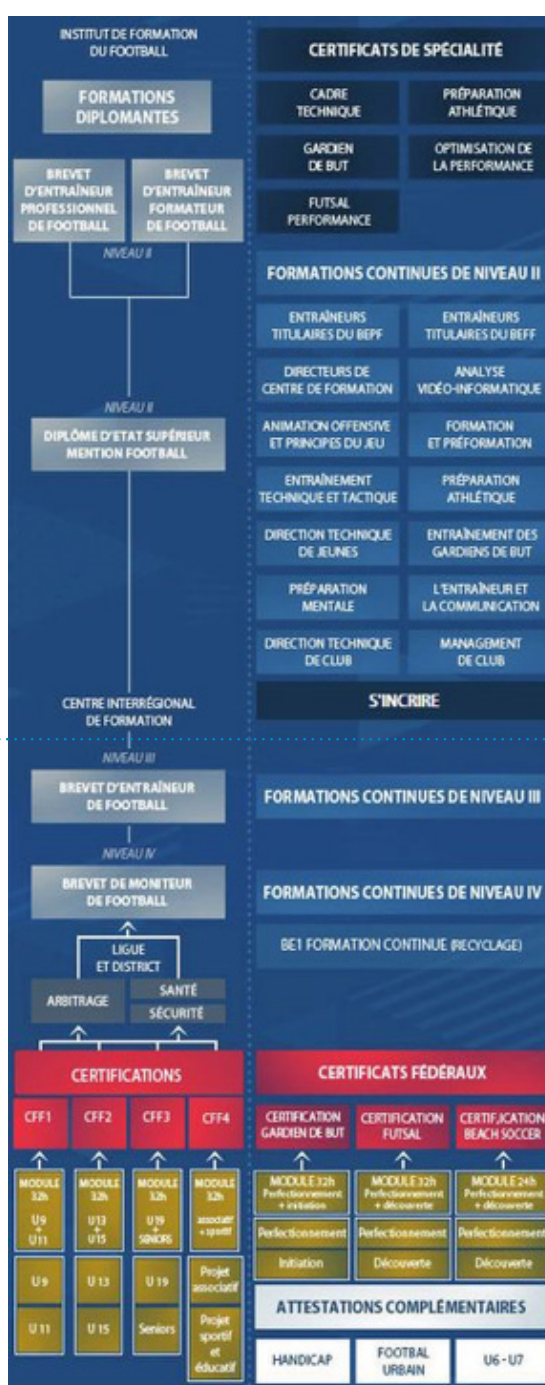 INSTITUT DE FORMATION
DU FOOTBALL
FORMATIONS
DIPLOMANTES
BREVET
D'ENTRAÎNEUR
PROFESSIONNEL
DE FOOTBALL
BREVET
D'ENTRAÎNEUR
FORMATEUR
DE FOOTBALL
NIVEAU II
NIVEAU II
DIPLÔME D'ETAT SUPÉRIEUR
MENTION FOOTBALL
CENTRE INTERRÉGIONAL
DE FORMATION
NIVEAU III
BREVET D'ENTRAÎNEUR
DE FOOTBALL
NIVEAU IV
BREVET DE MONITEUR
DE FOOTBALL
LIGUE
ET DISTRICT
ARBITRAGE
SANTÉ
SÉCURITÉ
CERTIFICATIONS
CFF1
CFF2
CFF3
CFF4
MODULE
32h
U9
+
U11
MODULE
32h
U13
+
U15
MODULE
32h
U19
+
SENIORS
MODULE
32h
associatif
+ sportif
U9
U13
U19
Projet
associatif
U11
U15
Seniors
Projet
sportif
et
éducatif
CERTIFICATS DE SPÉCIALITÉ
CADRE
TECHNIQUE
PRÉPARATION
ATHLÉTIQUE
GARDIEN
DE BUT
OPTIMISATION DE
LA PERFORMANCE
FUTSAL
PERFORMANCE
FORMATIONS CONTINUES DE NIVEAU II
ENTRAÎNEURS
TITULAIRES DU BEPF
ENTRAÎNEURS
TITULAIRES DU BEFF
DIRECTEURS DE
CENTRE DE FORMATION
ANALYSE
VIDÉO-INFORMATIQUE
ANIMATION OFFENSIVE
ET PRINCIPES DU JEU
FORMATION
ET PRÉFORMATION
ENTRAÎNEMENT
TECHNIQUE ET TACTIQUE
PRÉPARATION
ATHLÉTIQUE
DIRECTION TECHNIQUE
DE JEUNES
ENTRAÎNEMENT DES
GARDIENS DE BUT
PRÉPARATION
MENTALE
L'ENTRAÎNEUR ET
LA COMMUNICATION
DIRECTION TECHNIQUE
DE CLUB
MANAGEMENT
DE CLUB
S'INCRIRE
FORMATIONS CONTINUES DE NIVEAU III
FORMATIONS CONTINUES DE NIVEAU IV
BE1 FORMATION CONTINUE (RECYCLAGE)
CERTIFICATS FÉDÉRAUX
CERTIFICATION
GARDIEN DE BUT
CERTIFICATION
FUTSAL
CERTIF,ICATION
BEACH SOCCER
MODULE 32h
Perfectionnement
+ initiation
MODULE 32h
Perfectionnement
+ découverte
MODULE 24h
Perfectionnement
+ découverte
Perfectionnement
Perfectionnement
Perfectionnement
Initiation
Découverte
Découverte
ATTESTATIONS COMPLÉMENTAIRES
HANDICAP
FOOTBAL
URBAIN
U6 - U7